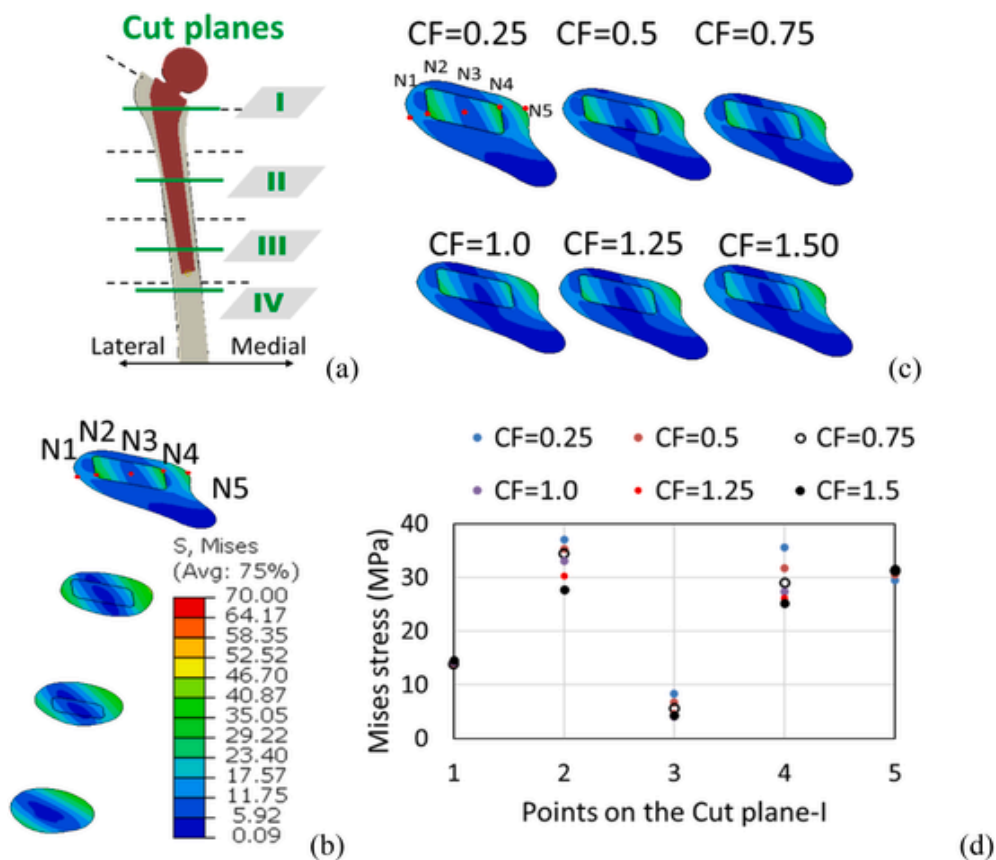 Cut planes
I
II
III
IV
Lateral Medial
(a)
CF=0.25 CF=0.5 CF=0.75
N1 N2 N3 N4 N5
CF=1.0 CF=1.25 CF=1.50
(c)
N1 N2 N3 N4 N5
S, Mises
(Avg: 75%)
70.00
64.17
58.35
52.52
46.70
40.87
35.05
29.22
23.40
17.57
11.75
5.92
0.09
(b)
CF=0.25 CF=0.5 CF=0.75
CF=1.0 CF=1.25 CF=1.5
Mises stress (MPa)
40
30
20
10
0
1 2 3 4 5
Points on the Cut plane-I
(d)